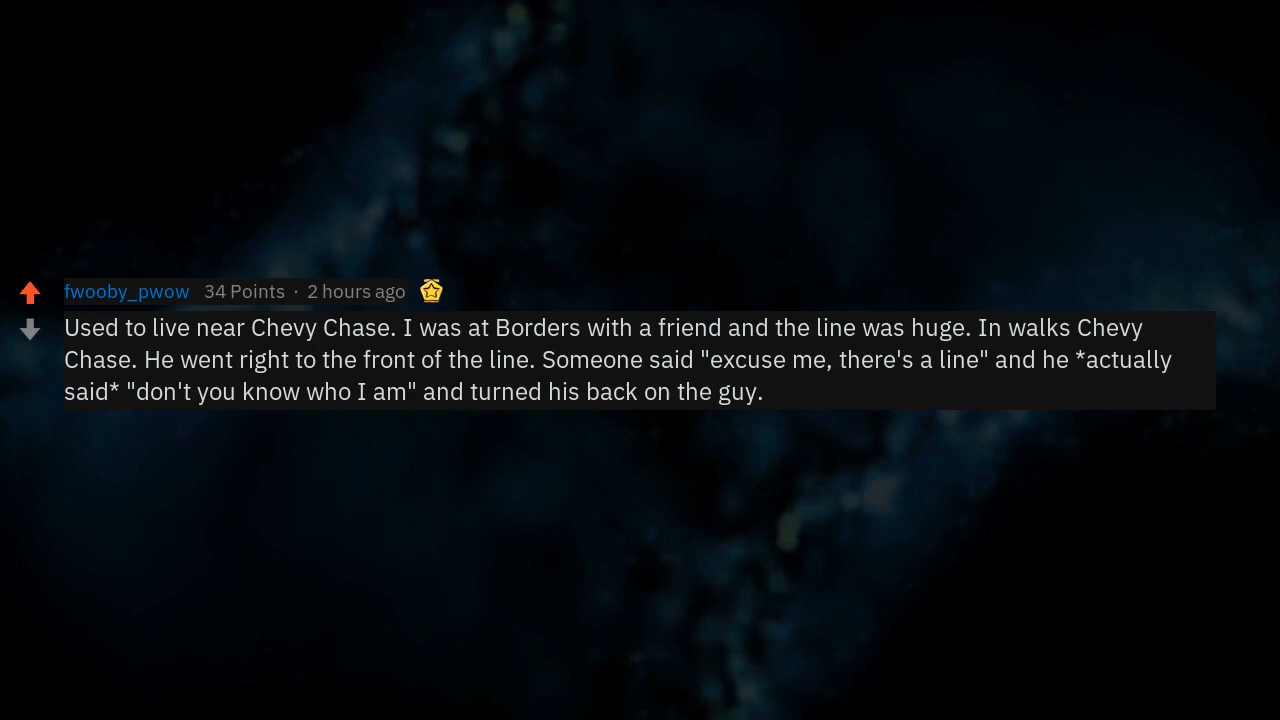 fwooby_pwow 34 Points · 2 hours ago
Used to live near Chevy Chase. I was at Borders with a friend and the line was huge. In walks Chevy
Chase. He went right to the front of the line. Someone said "excuse me, there's a line" and he *actually
said* "don't you know who I am" and turned his back on the guy.